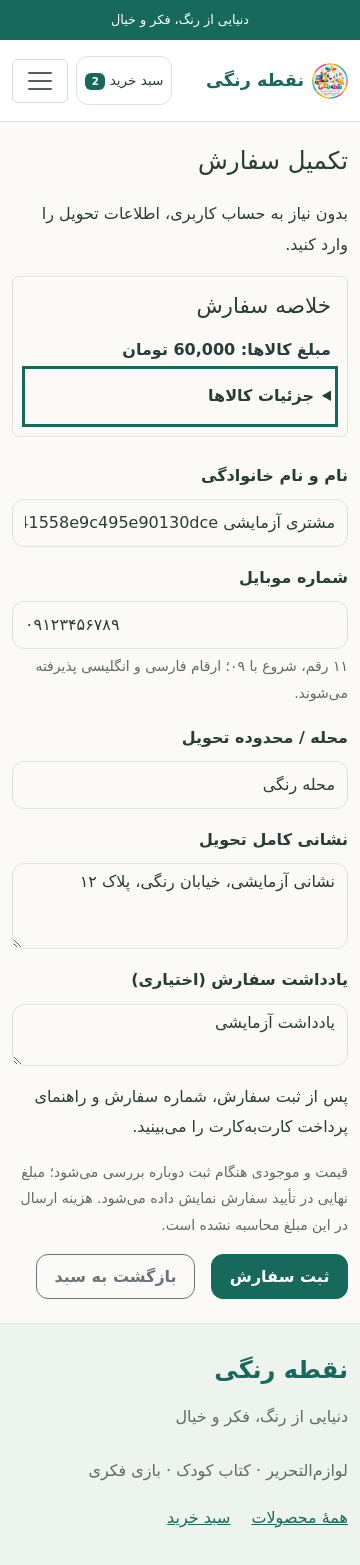 دنیایی از رنگ، فکر و خیال
نقطه رنگی
سبد خرید 2
تکمیل سفارش
بدون نیاز به حساب کاربری، اطلاعات تحویل را
وارد کنید.
خلاصه سفارش
مبلغ کالاها: 60,000 تومان
جزئیات کالاها
نام و نام خانوادگی
مشتری آزمایشی 41558e9c495e90130dce
شماره موبایل
۰۹۱۲۳۴۵۶۷۸۹
۱۱ رقم، شروع با ۰۹؛ ارقام فارسی و انگلیسی پذیرفته
می‌شوند.
محله / محدوده تحویل
محله رنگی
نشانی کامل تحویل
نشانی آزمایشی، خیابان رنگی، پلاک ۱۲
یادداشت سفارش (اختیاری)
یادداشت آزمایشی
پس از ثبت سفارش، شماره سفارش و راهنمای
پرداخت کارت‌به‌کارت را می‌بینید.
قیمت و موجودی هنگام ثبت دوباره بررسی می‌شود؛ مبلغ
نهایی در تأیید سفارش نمایش داده می‌شود. هزینه ارسال
در این مبلغ محاسبه نشده است.
ثبت سفارش
بازگشت به سبد
نقطه رنگی
دنیایی از رنگ، فکر و خیال
لوازم‌التحریر · کتاب کودک · بازی فکری
همهٔ محصولات
سبد خرید